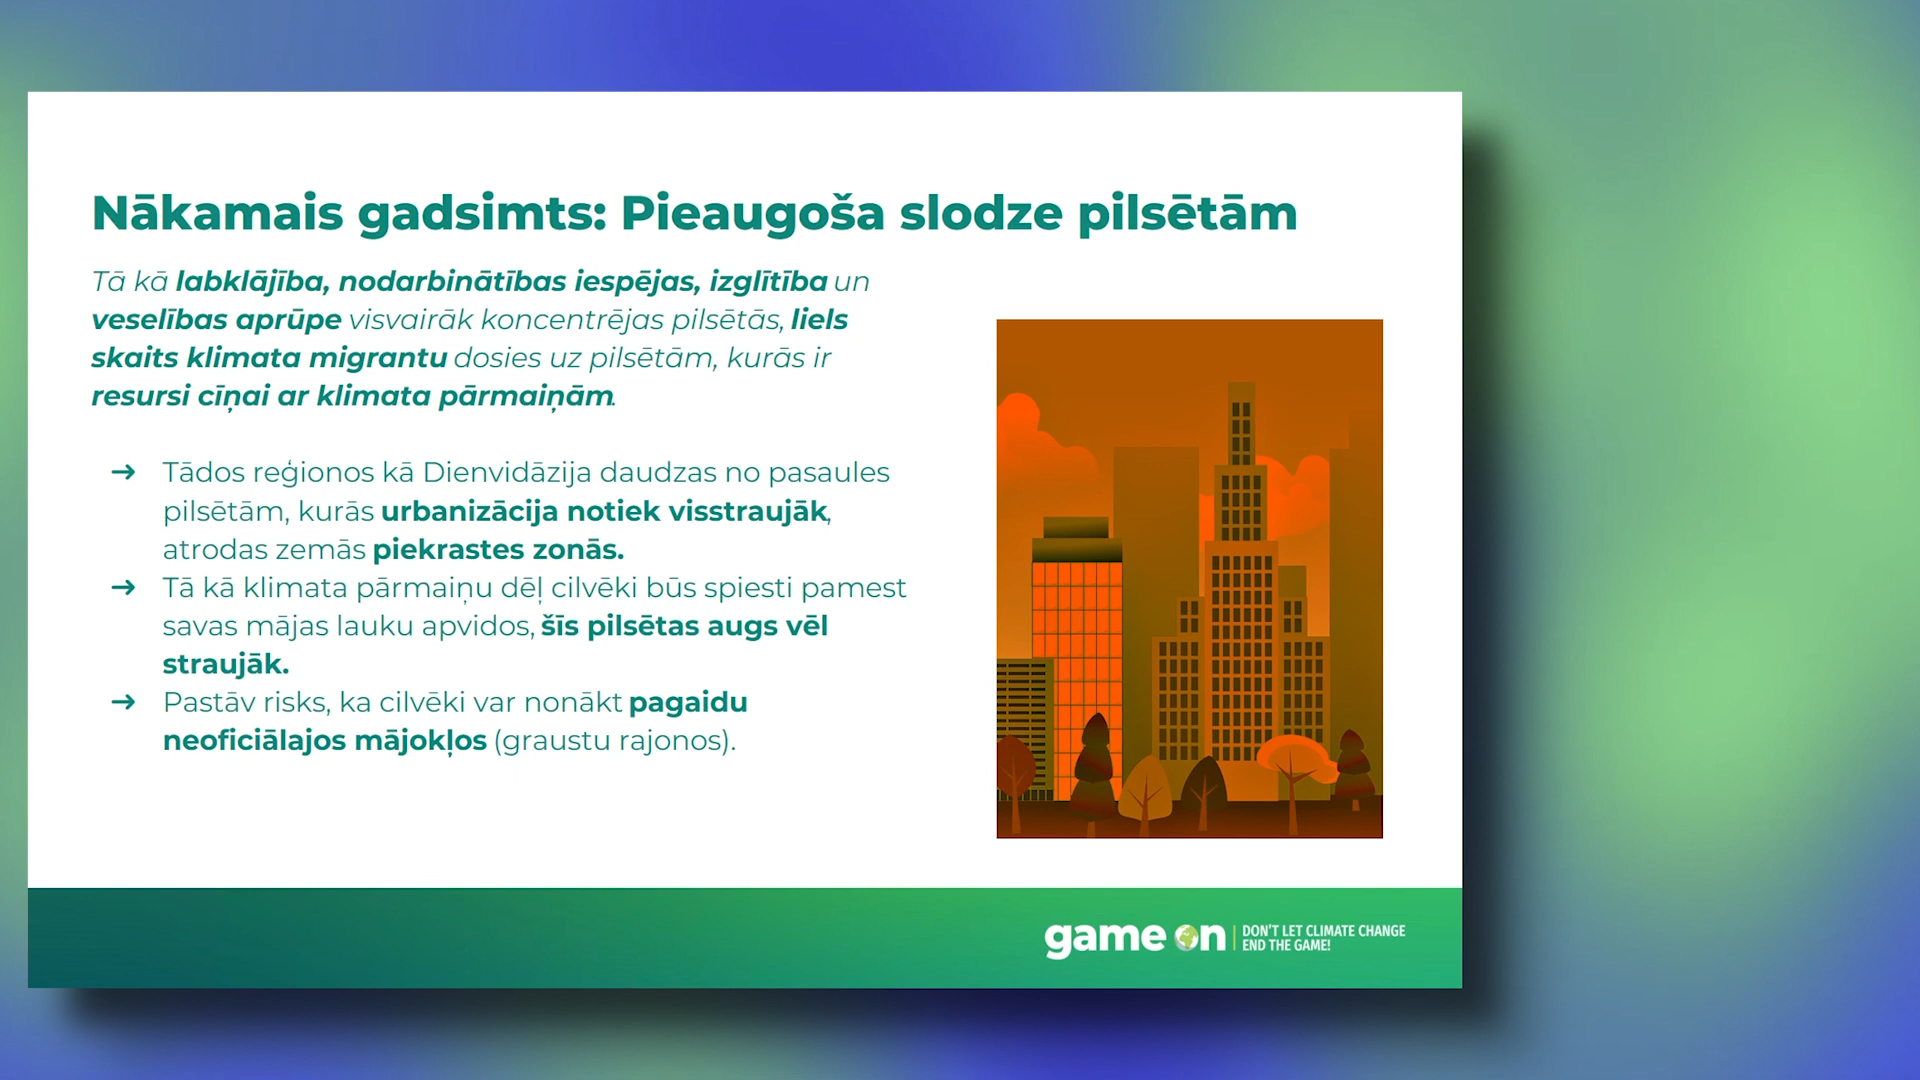 Nākamais gadsimts: Pieaugoša slodze pilsētām
Tā kā labklājība, nodarbinātības iespējas, izglītība un
veselības aprūpe visvairāk koncentrējas pilsētās, liels
skaits klimata migrantu dosies uz pilsētām, kurās ir
resursi cīņai ar klimata pārmaiņām.
→ Tādos reģionos kā Dienvidāzija daudzas no pasaules
pilsētām, kurās urbanizācija notiek visstraujāk,
atrodas zemās piekrastes zonās.
→ Tā kā klimata pārmaiņu dēļ cilvēki būs spiesti pamest
savas mājas lauku apvidos, šīs pilsētas augs vēl
straujāk.
→ Pastāv risks, ka cilvēki var nonākt pagaidu
neoficiālajos mājokļos (graustu rajonos).
game on
DON'T LET CLIMATE CHANGE
END THE GAME!